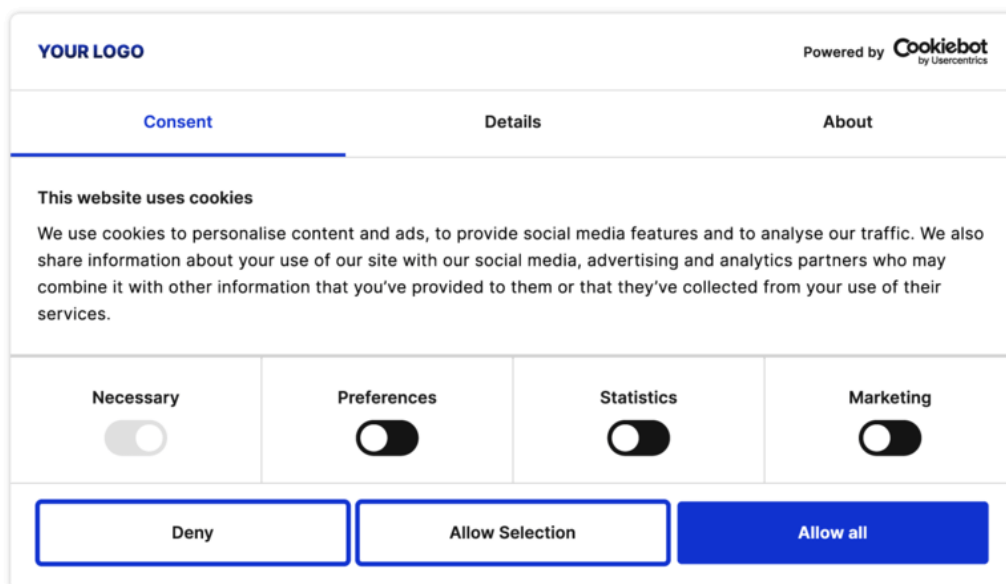 YOUR LOGO
Powered by Cookiebot
by Usercentrics
Consent Details About
This website uses cookies
We use cookies to personalise content and ads, to provide social media features and to analyse our traffic. We also
share information about your use of our site with our social media, advertising and analytics partners who may
combine it with other information that you’ve provided to them or that they’ve collected from your use of their
services.
Necessary Preferences Statistics Marketing
Deny Allow Selection Allow all